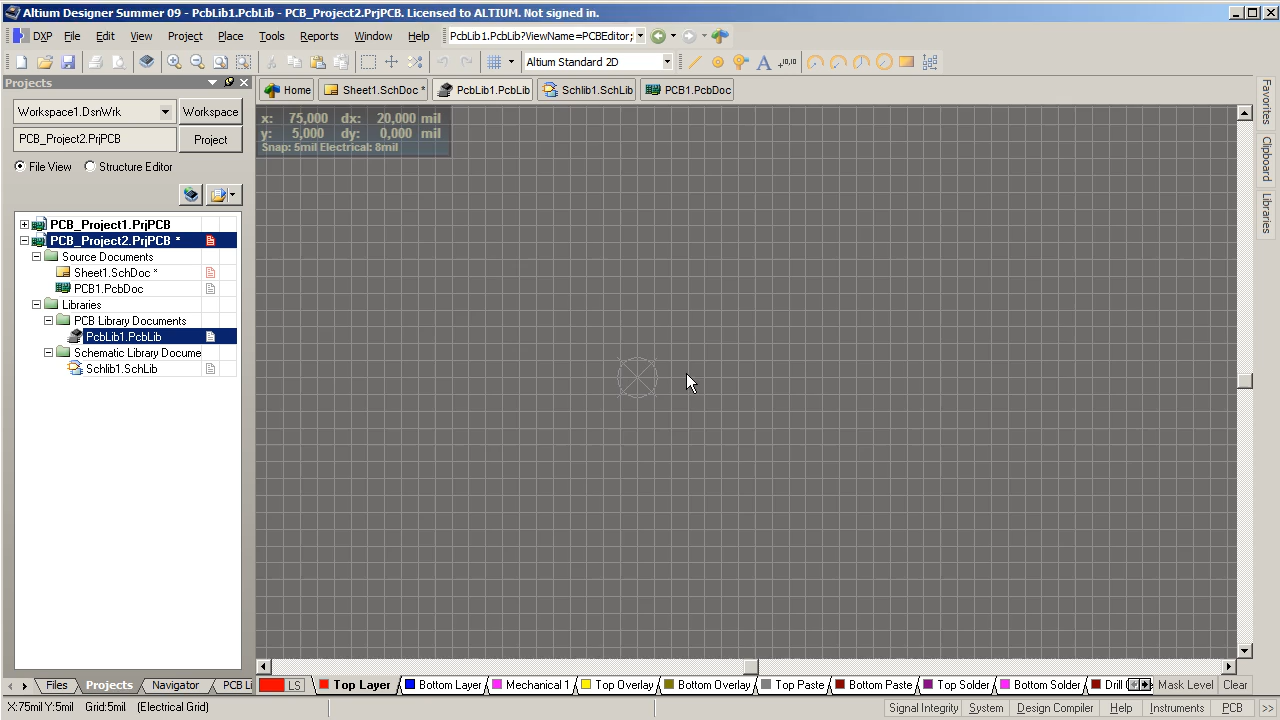 Altium Designer Summer 09 - PcbLib1.PcbLib - PCB_Project2.PrjPCB. Licensed to ALTIUM. Not signed in.
DXP File Edit View Project Place Tools Reports Window Help PcbLib1.PcbLib?ViewName=PCBEditor;
Altium Standard 2D
Projects
Home Sheet1.SchDoc * PcbLib1.PcbLib Schlib1.SchLib PCB1.PcbDoc
Workspace1.DsnWrk Workspace
PCB_Project2.PrjPCB Project
File View Structure Editor
x: 75,000 dx: 20,000 mil
y: 5,000 dy: 0,000 mil
Snap: 5mil Electrical: 8mil
PCB_Project1.PrjPCB
PCB_Project2.PrjPCB *
Source Documents
Sheet1.SchDoc *
PCB1.PcbDoc
Libraries
PCB Library Documents
PcbLib1.PcbLib
Schematic Library Docume
Schlib1.SchLib
Favorites
Clipboard
Libraries
Files Projects Navigator PCB Li
LS Top Layer Bottom Layer Mechanical 1 Top Overlay Bottom Overlay Top Paste Bottom Paste Top Solder Bottom Solder Drill Mask Level Clear
X:75mil Y:5mil Grid:5mil (Electrical Grid) Signal Integrity System Design Compiler Help Instruments PCB >>